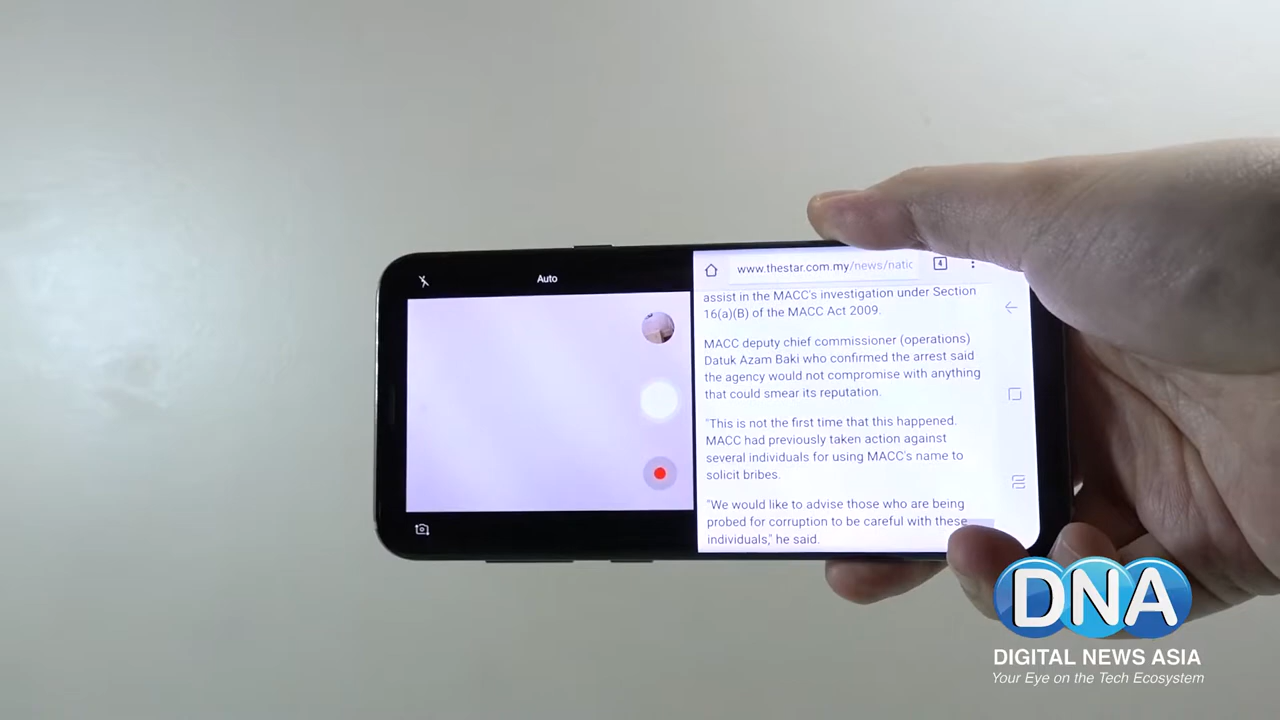 Auto
www.thestar.com.my/news/natic
4
assist in the MACC's investigation under Section
16(a)(B) of the MACC Act 2009.
MACC deputy chief commissioner (operations)
Datuk Azam Baki who confirmed the arrest said
the agency would not compromise with anything
that could smear its reputation.
"This is not the first time that this happened.
MACC had previously taken action against
several individuals for using MACC's name to
solicit bribes.
"We would like to advise those who are being
probed for corruption to be careful with these
individuals," he said.
DNA
DIGITAL NEWS ASIA
Your Eye on the Tech Ecosystem